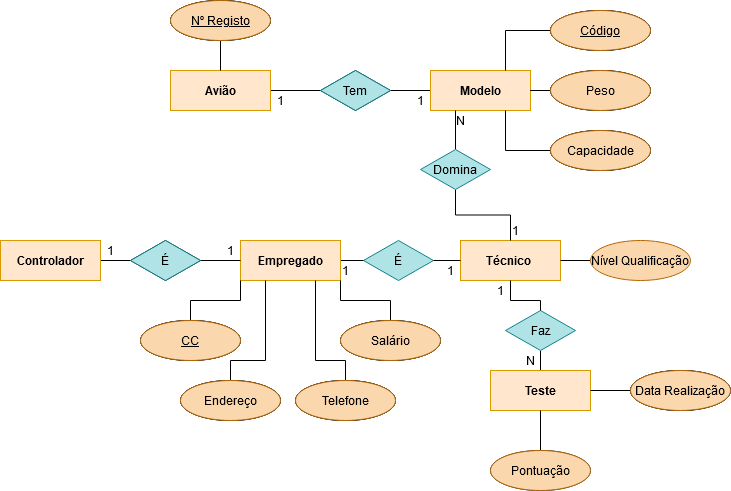 Nº Registo
Código
Avião
Tem
Modelo
Peso
1
1
N
Capacidade
Domina
1
Controlador
1
É
1
Empregado
1
É
1
Técnico
Nível Qualificação
1
CC
Salário
Faz
N
Endereço
Telefone
Teste
Data Realização
Pontuação